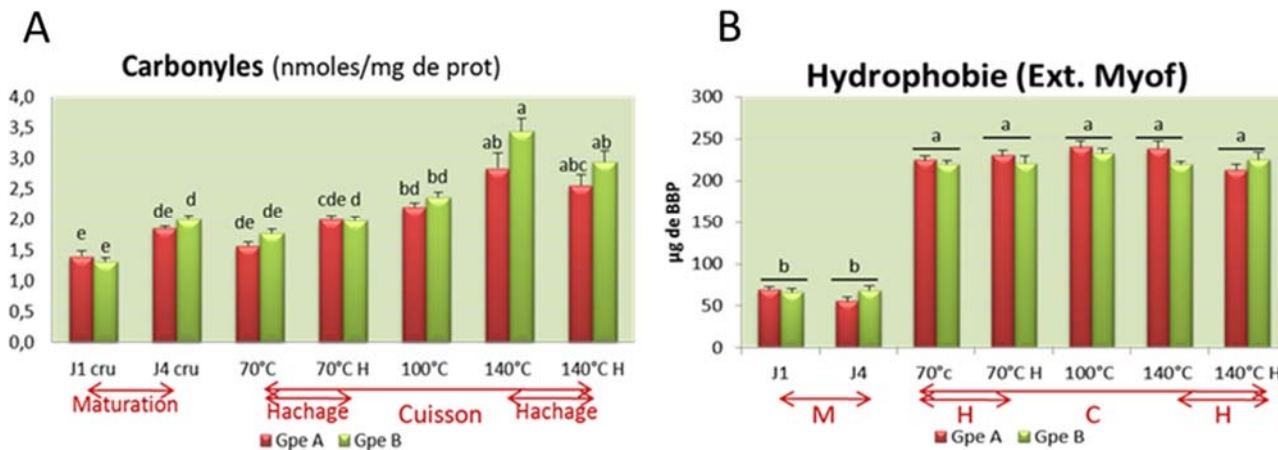 A
Carbonyles (nmoles/mg de prot)
4,0
3,5
3,0
2,5
2,0
1,5
1,0
0,5
0,0
e e de d de de cde d bd bd ab a abc ab
J1 cru J4 cru 70°C 70°C H 100°C 140°C 140°C H
Maturation Hachage Cuisson Hachage
Gpe A Gpe B
B
Hydrophobie (Ext. Myof)
µg de BBP
300
250
200
150
100
50
0
b b a a a a a
J1 J4 70°c 70°C H 100°C 140°C 140°C H
M H C H
Gpe A Gpe B